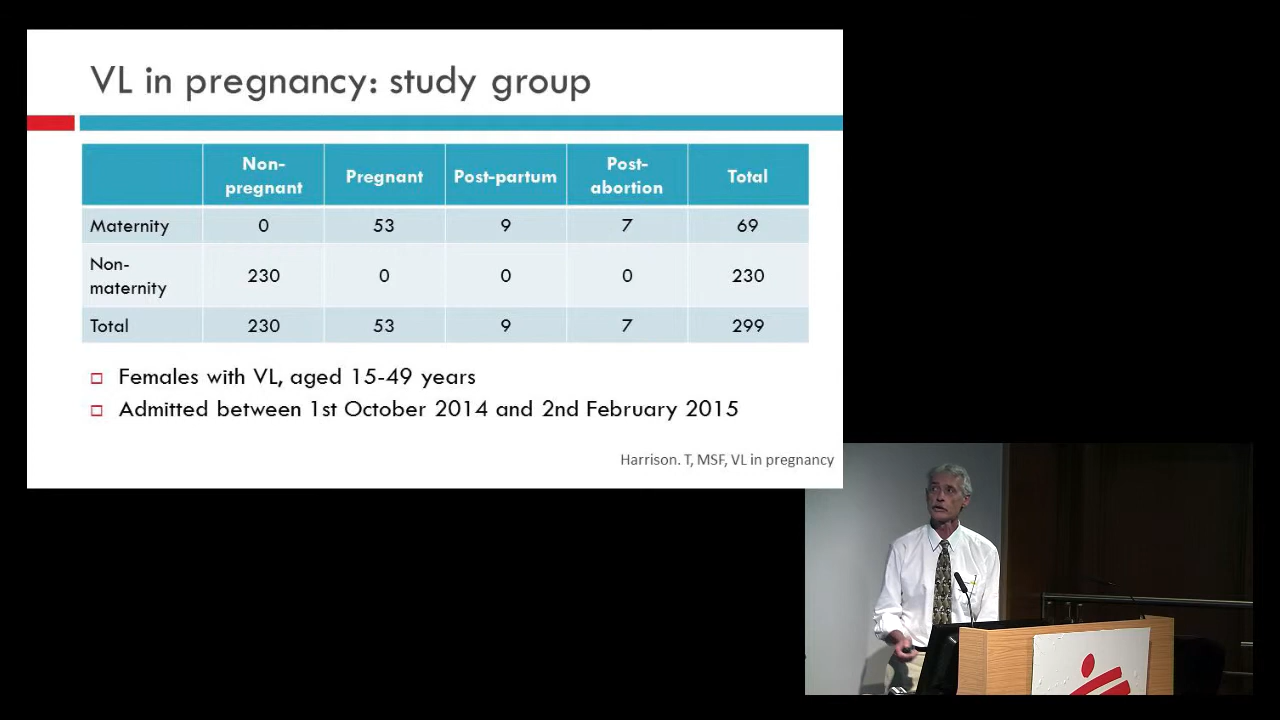 VL in pregnancy: study group
Non-
pregnant
Pregnant
Post-partum
Post-
abortion
Total
Maternity
0
53
9
7
69
Non-
maternity
230
0
0
0
230
Total
230
53
9
7
299
Females with VL, aged 15-49 years
Admitted between 1st October 2014 and 2nd February 2015
Harrison. T, MSF, VL in pregnancy